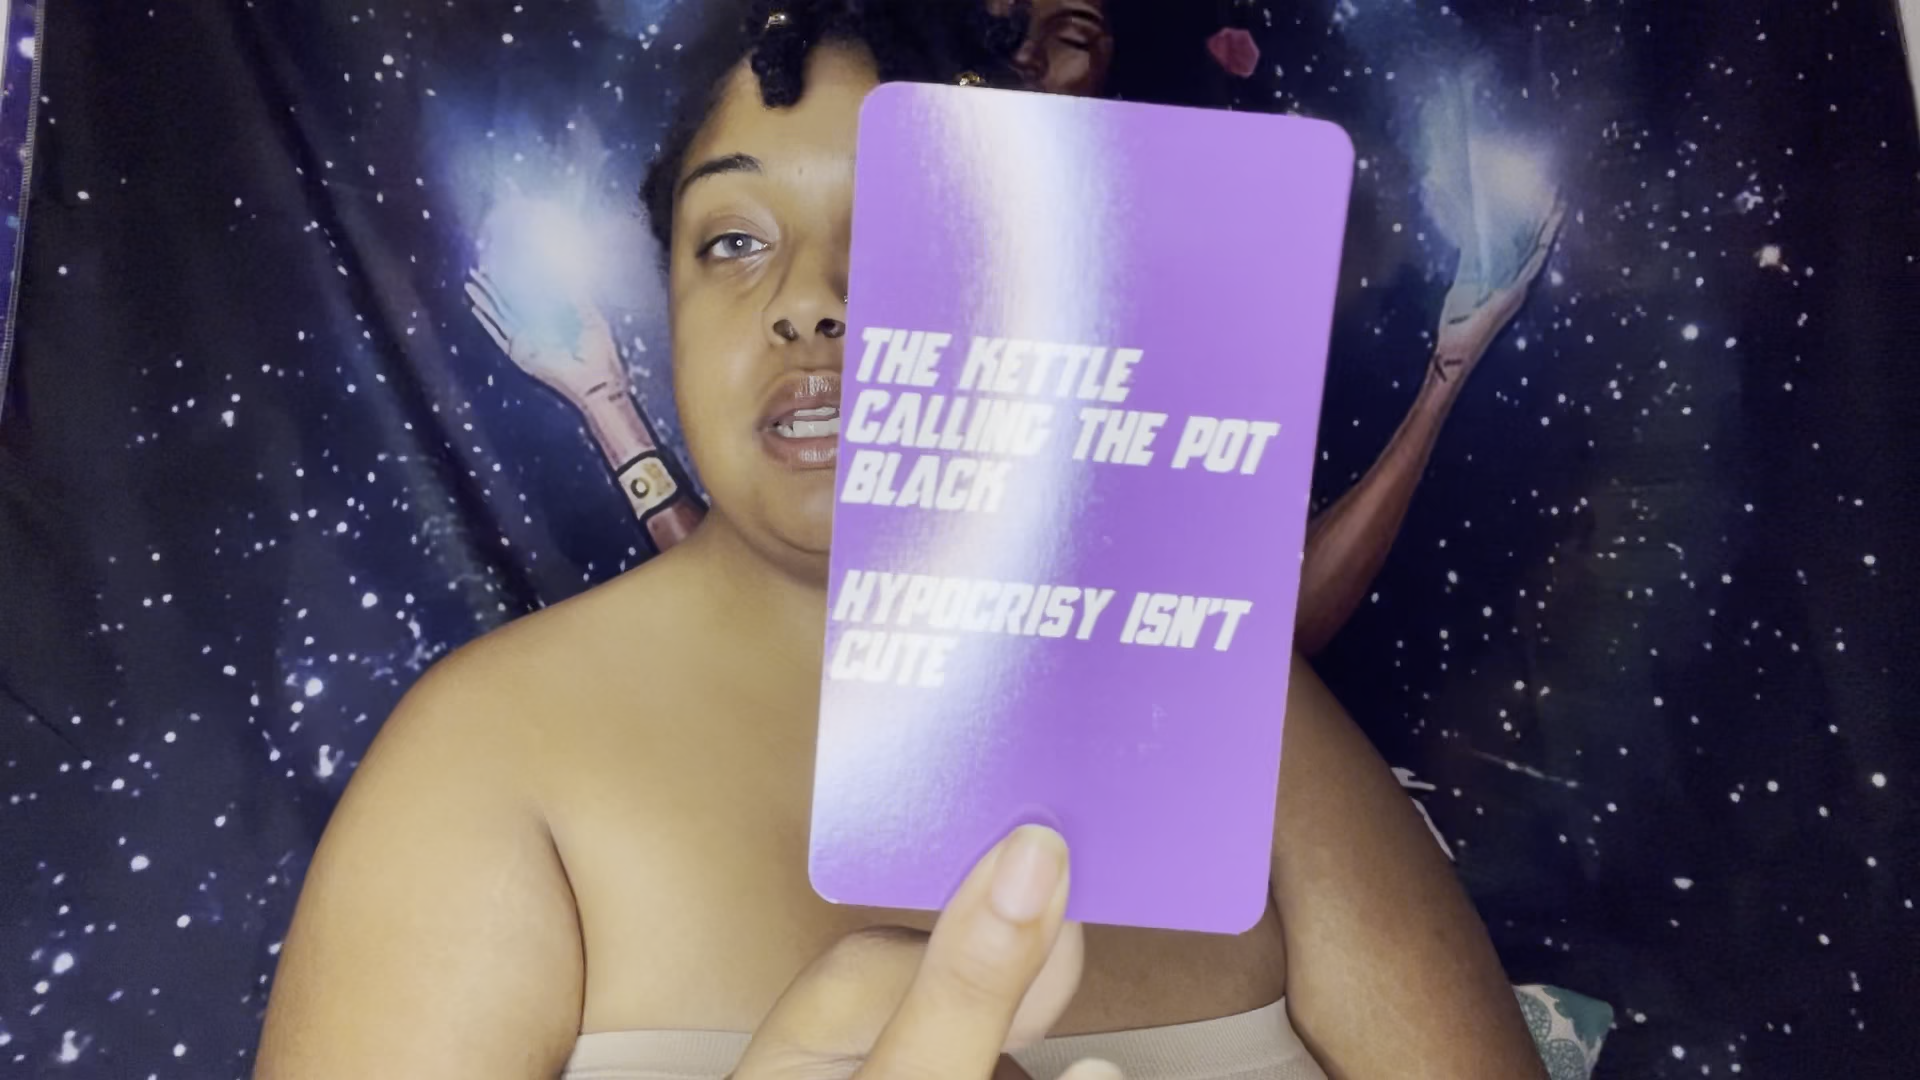 THE KETTLE
CALLING THE POT
BLACK
HYPOCRISY ISN'T
CUTE